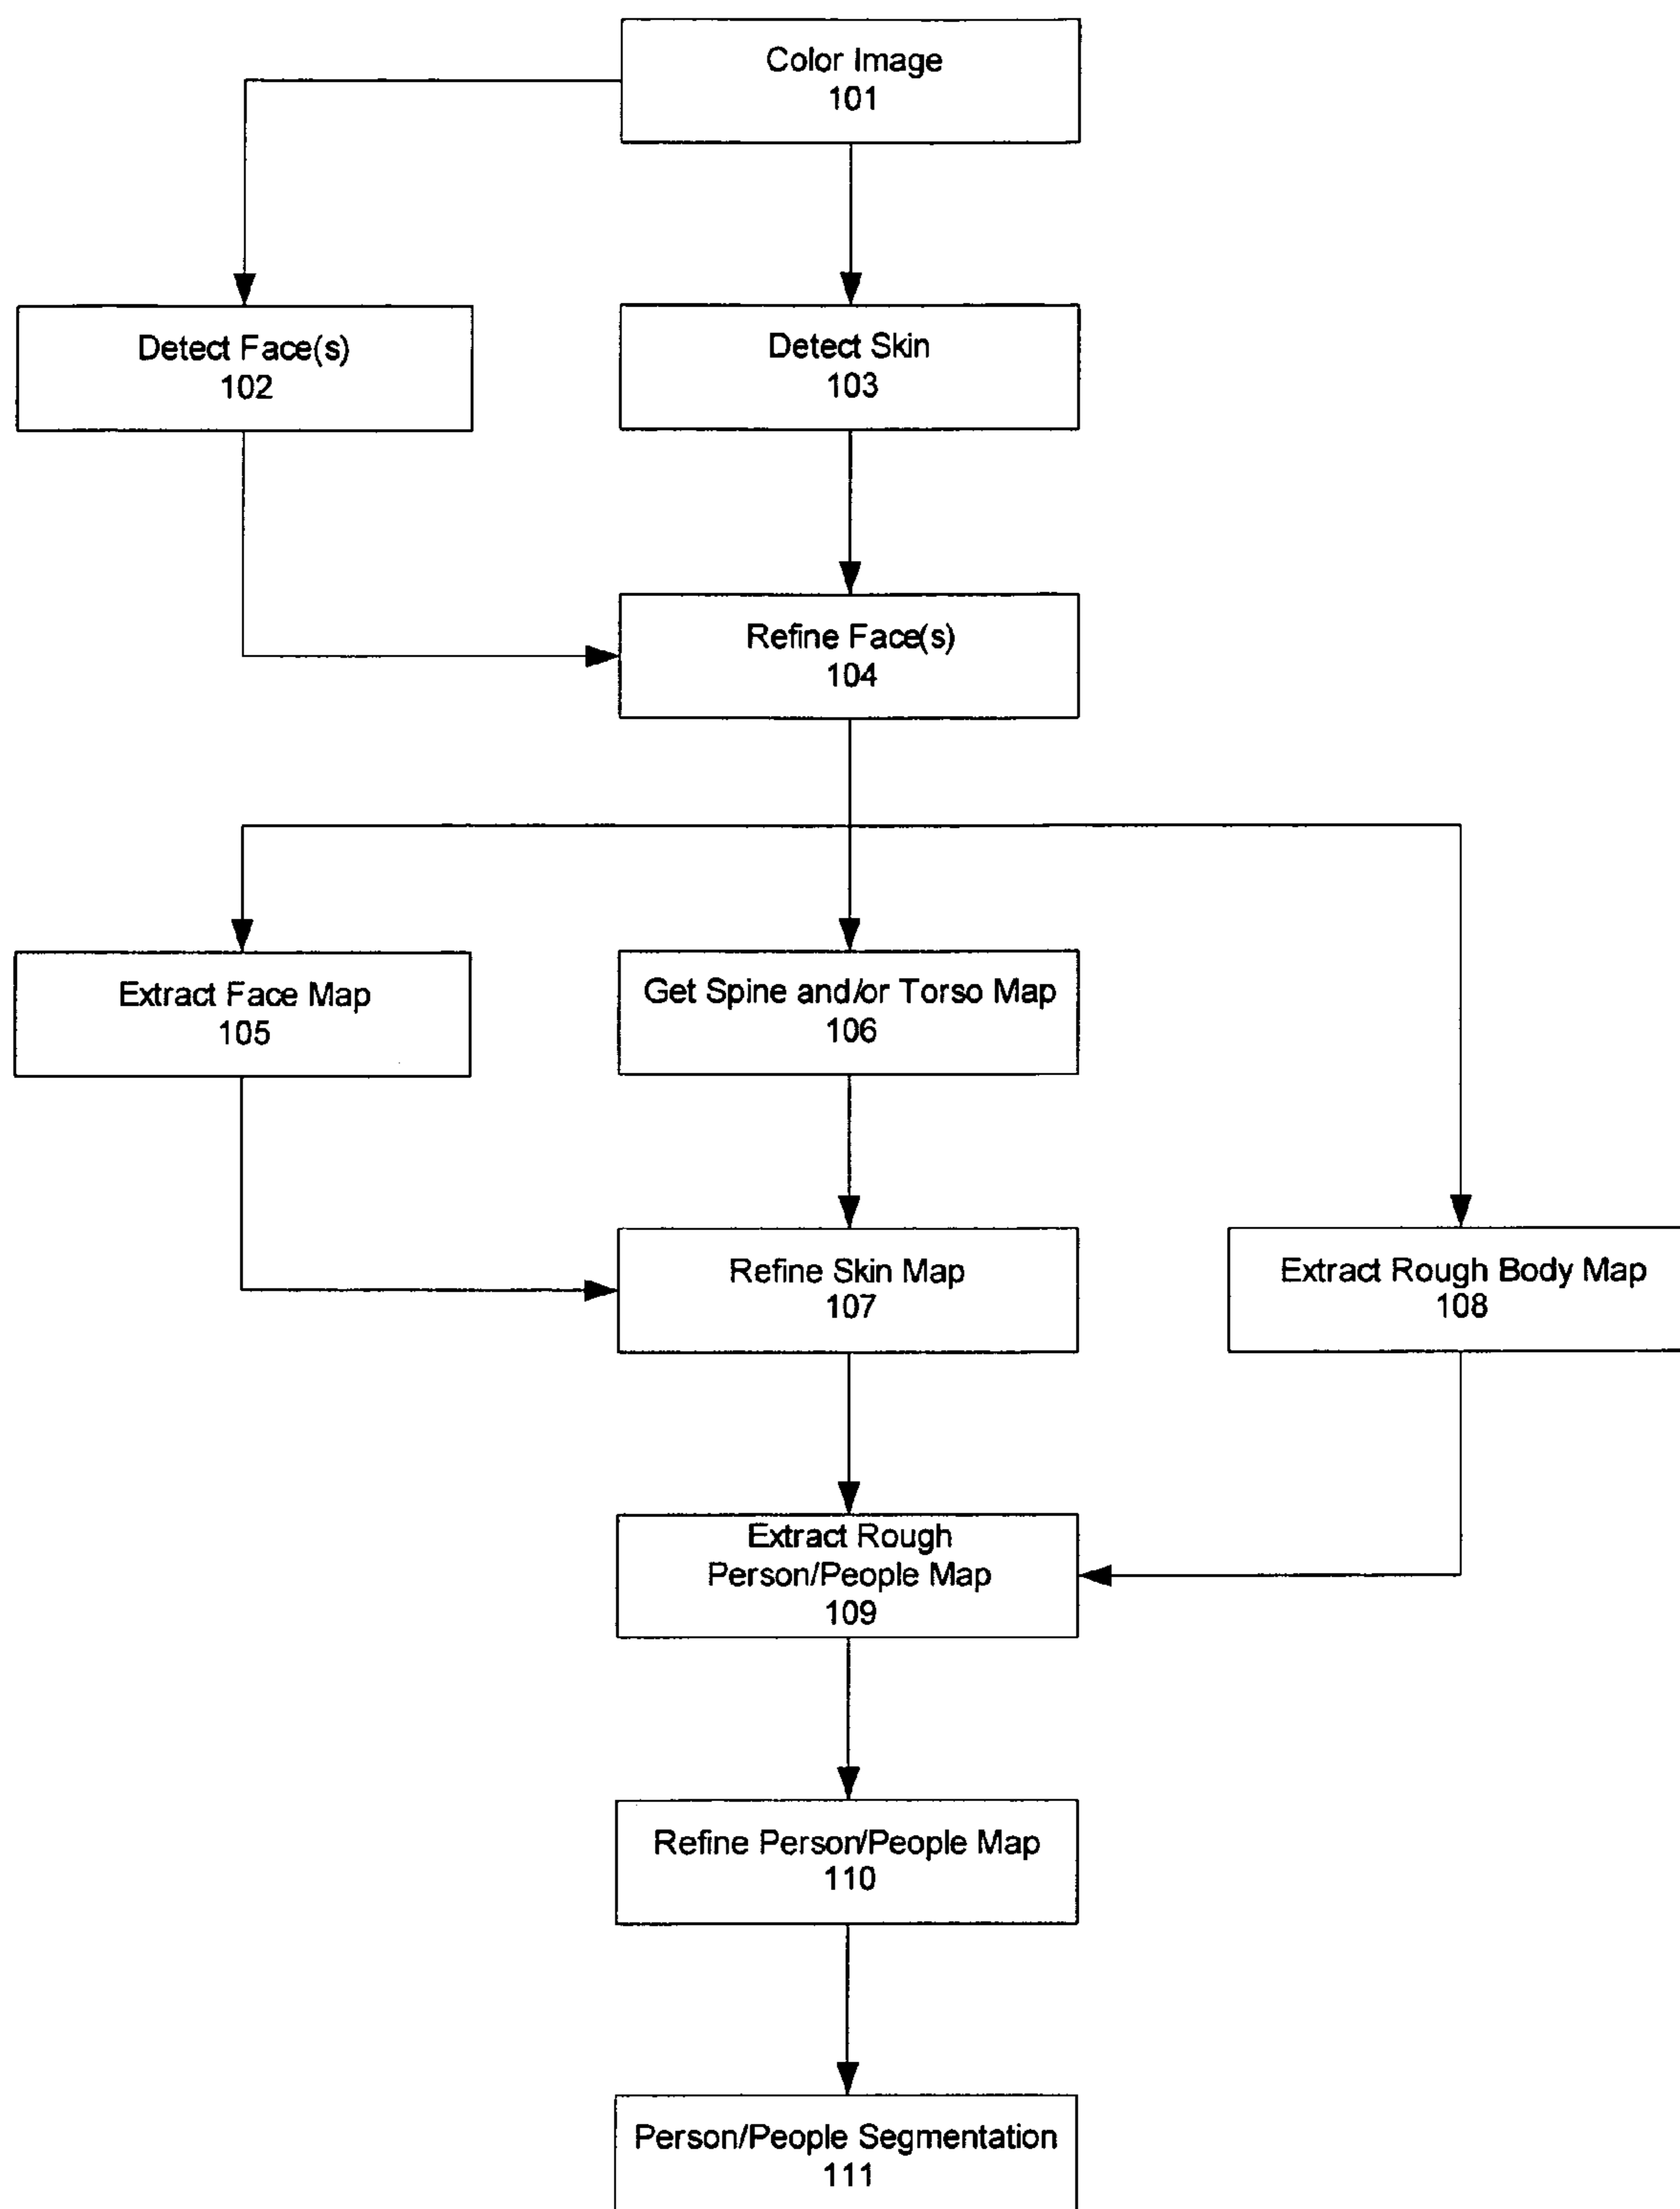 Color Image
101
Detect Face(s)
102
Detect Skin
103
Refine Face(s)
104
Extract Face Map
105
Get Spine and/or Torso Map
106
Refine Skin Map
107
Extract Rough Body Map
108
Extract Rough
Person/People Map
109
Refine Person/People Map
110
Person/People Segmentation
111